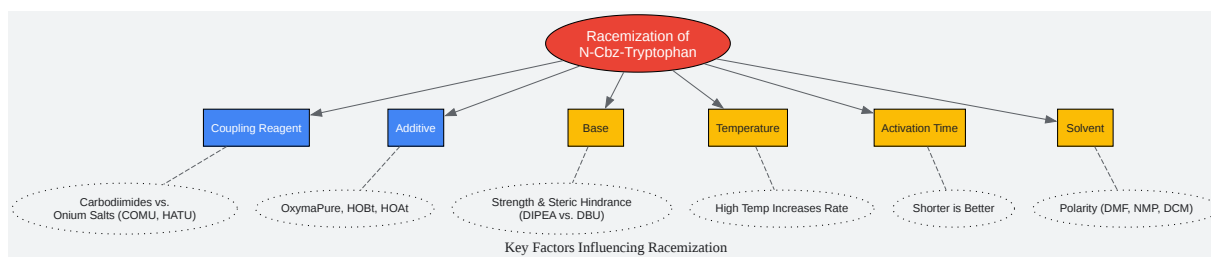 Racemization of
N-Cbz-Tryptophan
Coupling Reagent
Additive
Base
Temperature
Activation Time
Solvent
Carbodiimides vs.
Onium Salts (COMU, HATU)
OxymaPure, HOBt, HOAt
Strength & Steric Hindrance
(DIPEA vs. DBU)
High Temp Increases Rate
Shorter is Better
Polarity (DMF, NMP, DCM)
Key Factors Influencing Racemization